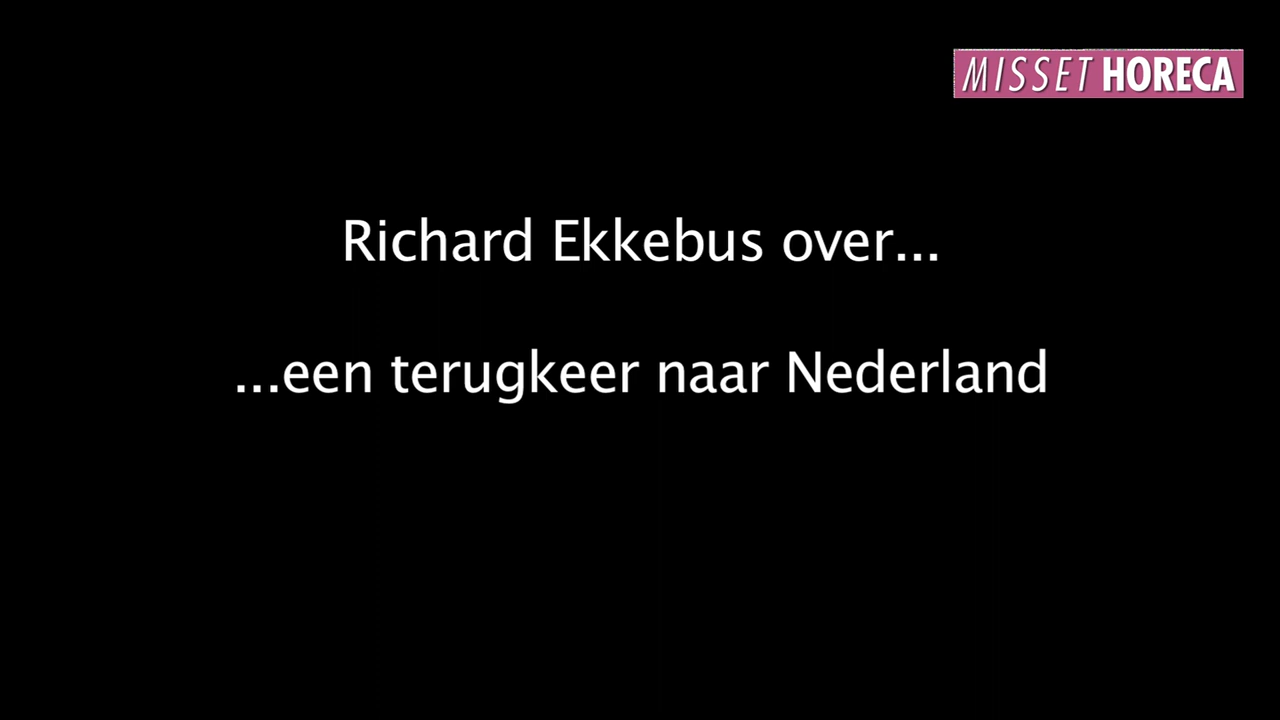 MISSET HORECA
Richard Ekkebus over...
...een terugkeer naar Nederland